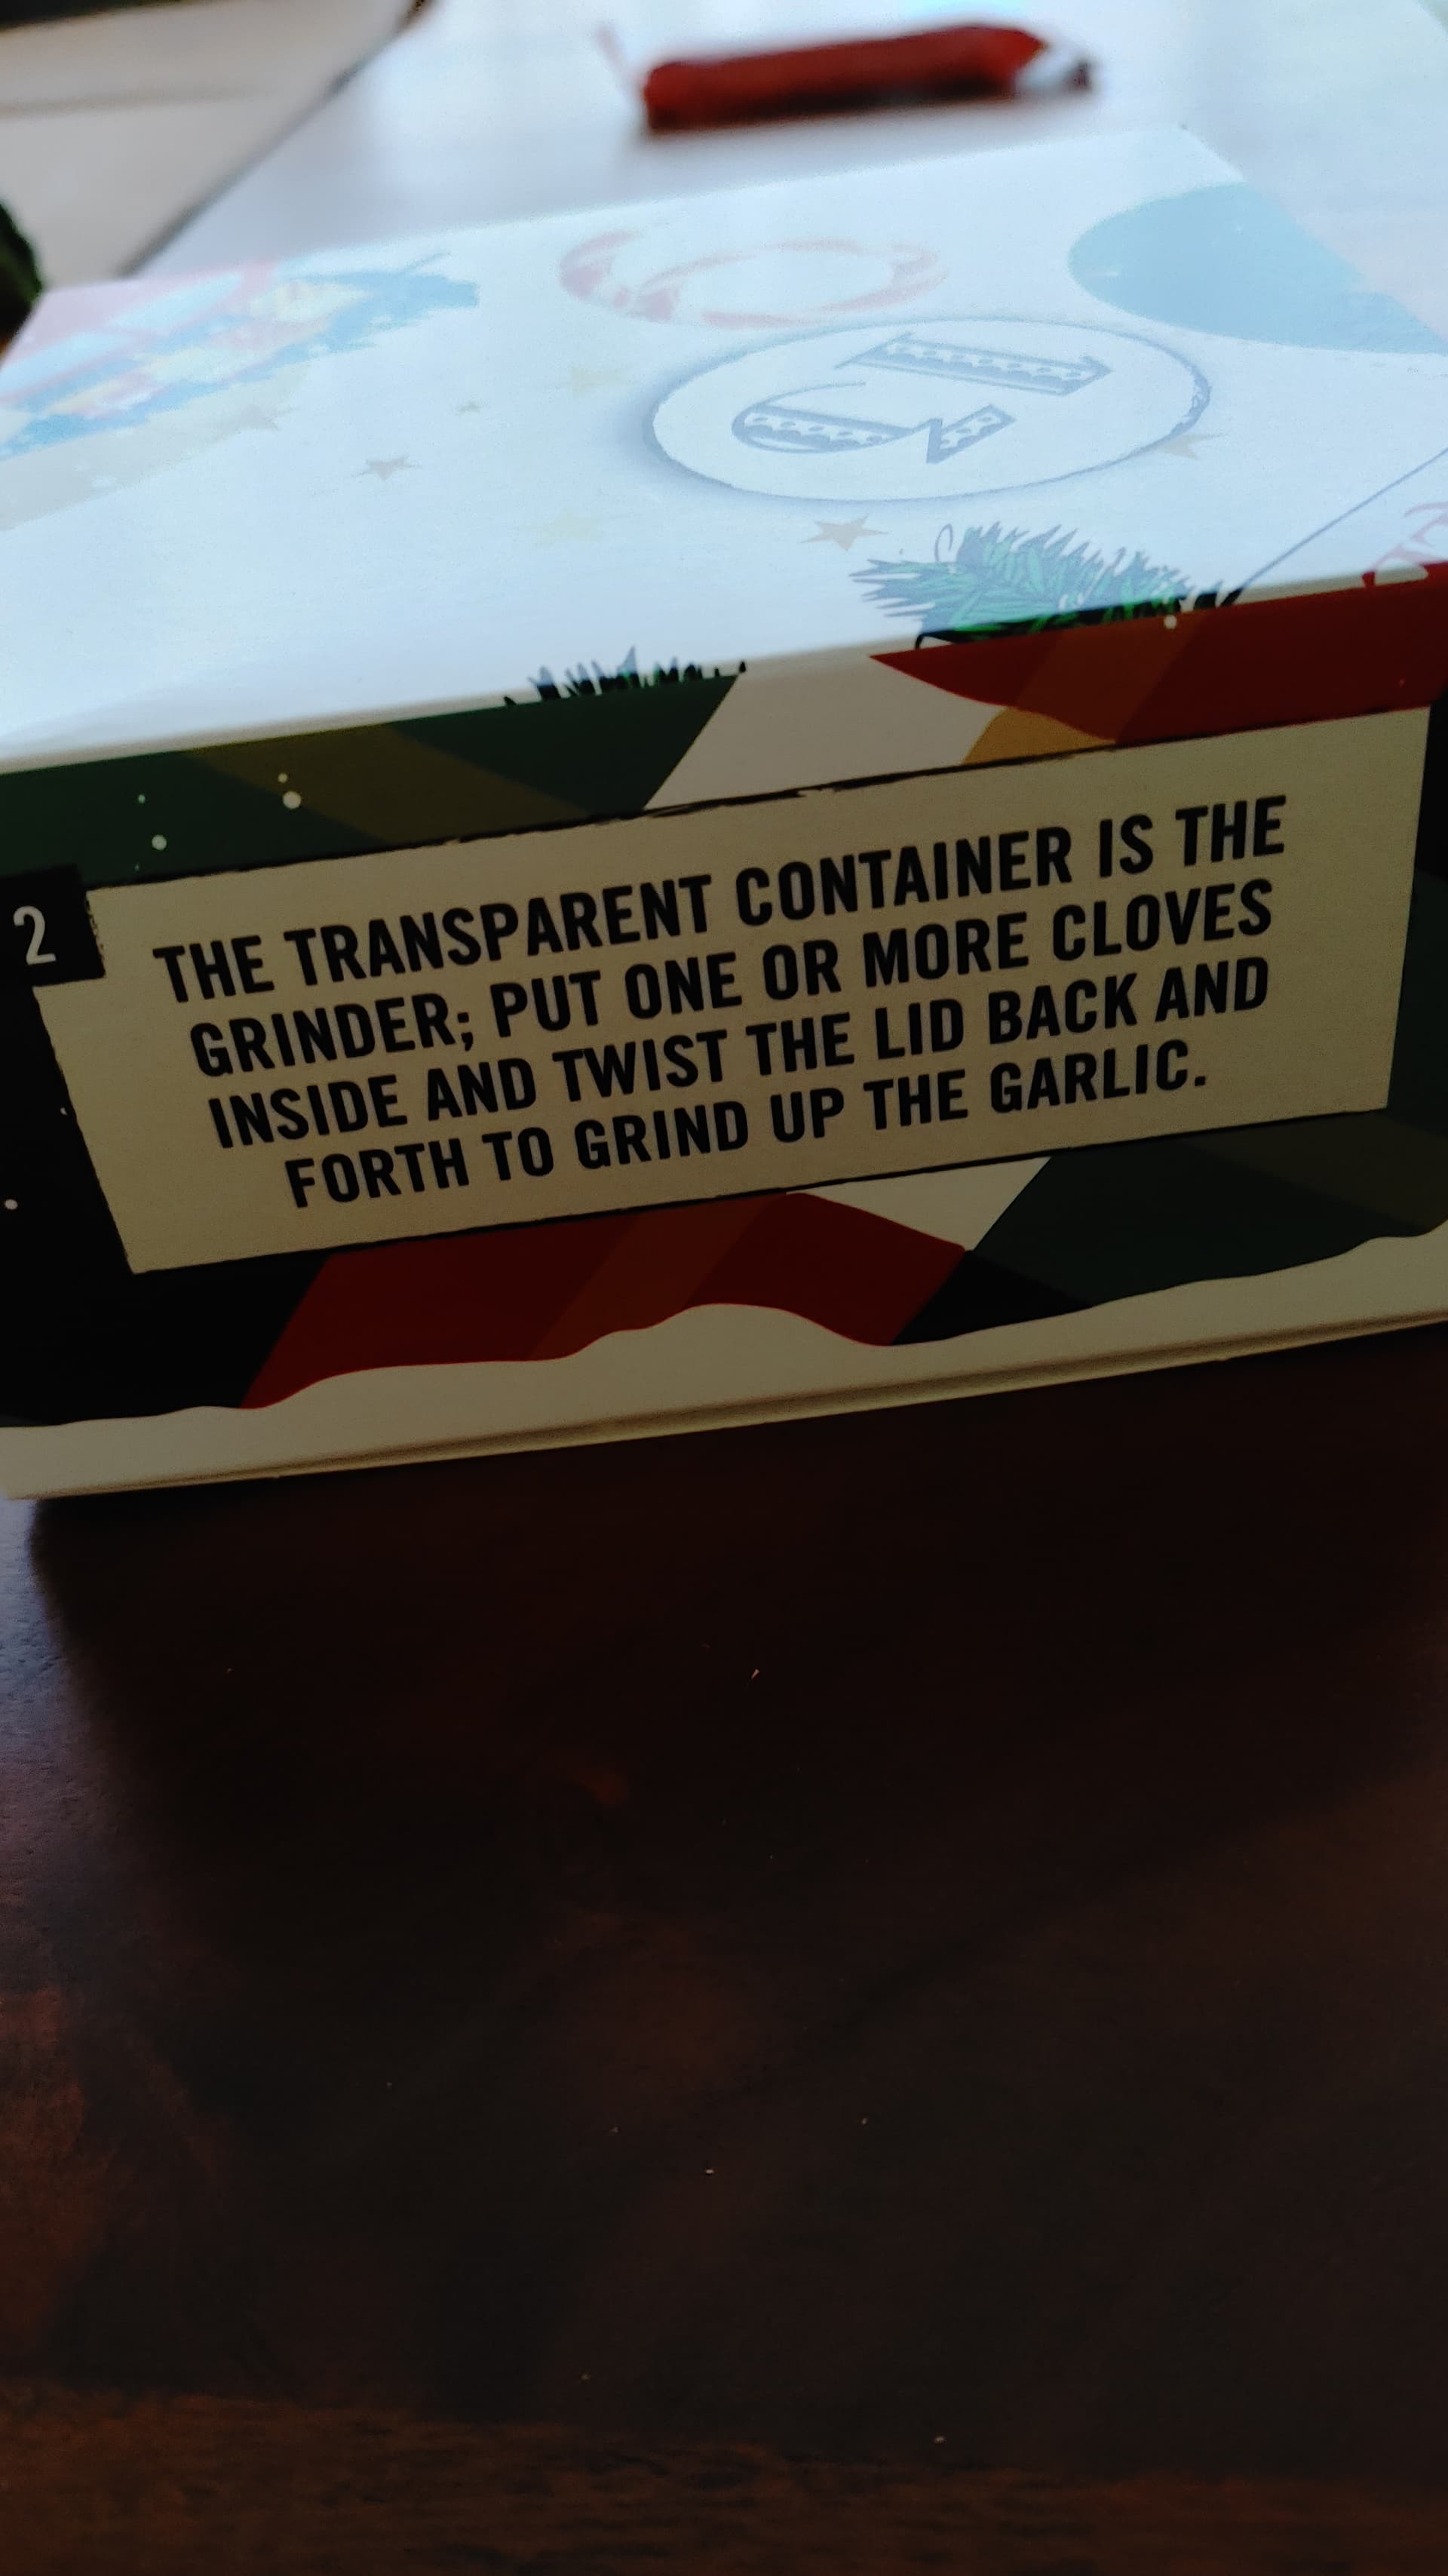 2
THE TRANSPARENT CONTAINER IS THE
GRINDER; PUT ONE OR MORE CLOVES
INSIDE AND TWIST THE LID BACK AND
FORTH TO GRIND UP THE GARLIC.